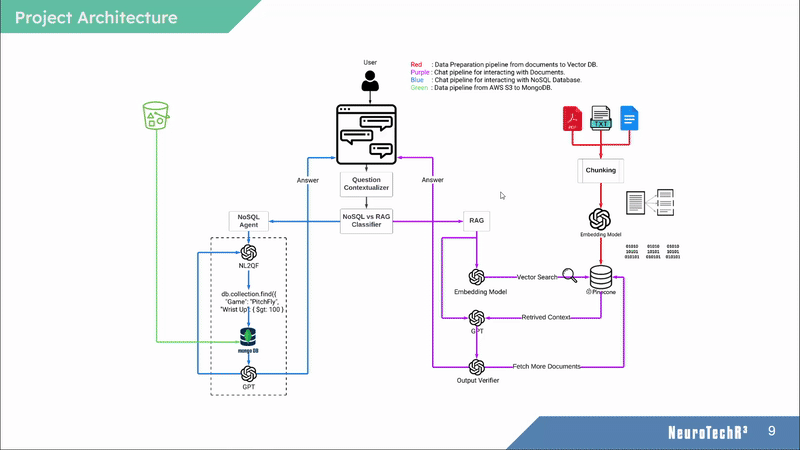 Project Architecture
User
Red : Data Preparation pipeline from documents to Vector DB.
Purple : Chat pipeline for interacting with Documents.
Blue : Chat pipeline for interacting with NoSQL Database.
Green : Data pipeline from AWS S3 to MongoDB.
PDF
TXT
Answer
Question
Contextualizer
Answer
Chunking
NoSQL
Agent
NoSQL vs RAG
Classifier
RAG
Embedding Model
NL2QF
01010 01010 01010
10101 10101 10101
010101 010101 010101
Embedding Model
Vector Search
Pinecone
db.collection.find({
"Game": "PitchFly",
"Wrist Up": { $gt: 100 }
GPT
Retrived Context
mongo DB
GPT
Output Verifier
Fetch More Documents
NeuroTechR³
9